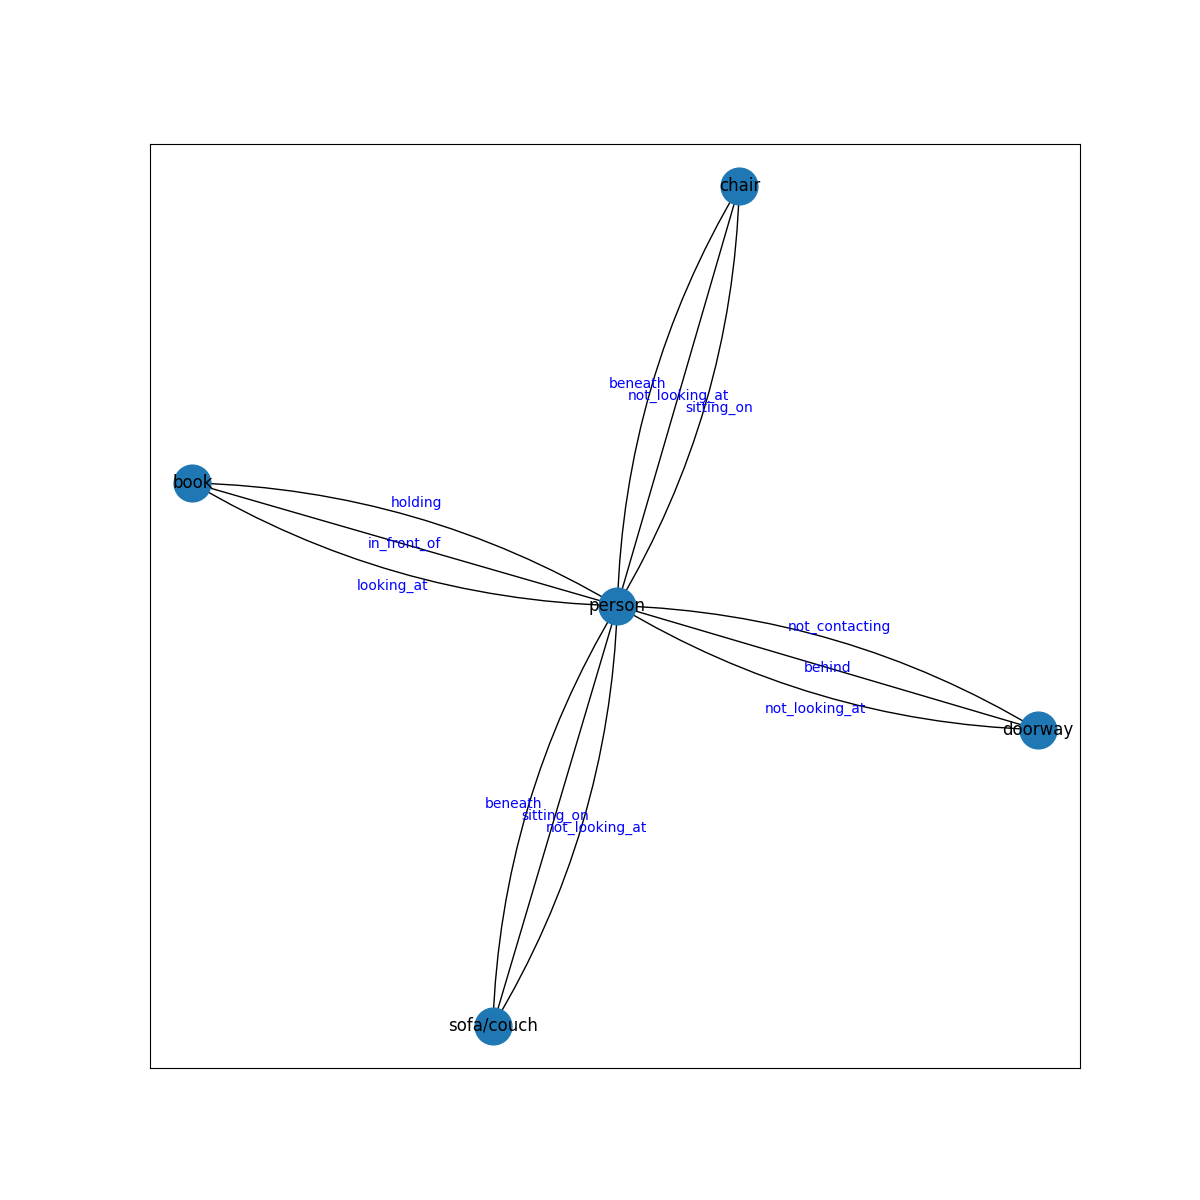 chair
beneath
not_looking_at
sitting_on
book
holding
in_front_of
looking_at
person
not_contacting
behind
not_looking_at
doorway
beneath
sitting_on
not_looking_at
sofa/couch